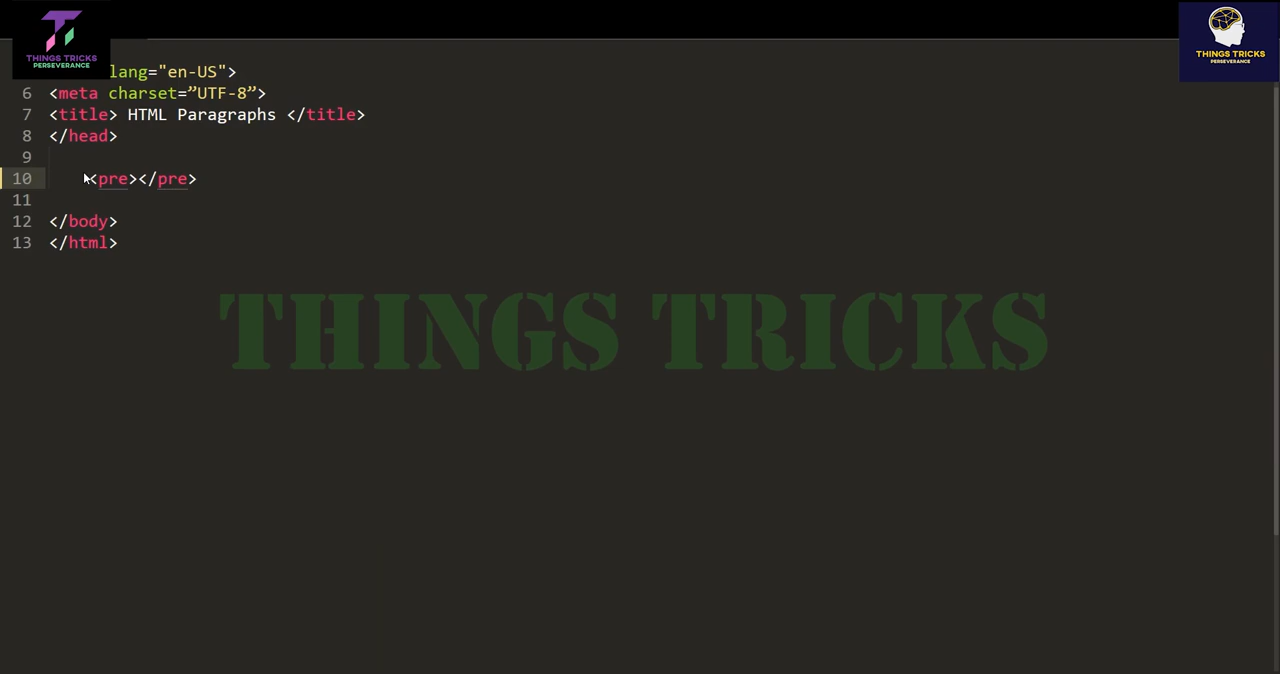 THINGS TRICKS
PERSEVERANCE
THINGS TRICKS
PERSEVERANCE
lang="en-US">
6 <meta charset=”UTF-8”>
7 <title> HTML Paragraphs </title>
8 </head>
9
10 <pre></pre>
11
12 </body>
13 </html>
THINGS TRICKS